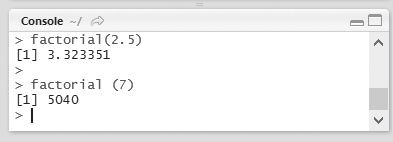 Console ~/
> factorial(2.5)
[1] 3.323351
>
> factorial (7)
[1] 5040
>